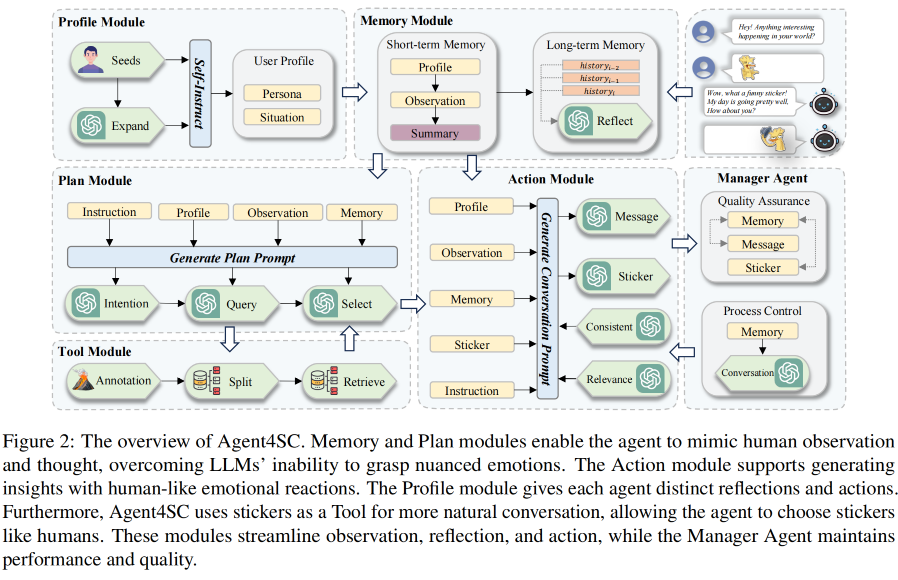 Profile Module
Seeds
Expand
Self-Instruct
User Profile
Persona
Situation
Memory Module
Short-term Memory
Profile
Observation
Summary
Long-term Memory
history_{t-2}
history_{t-1}
history_t
Reflect
Hey! Anything interesting
happening in your world?
Wow, what a funny sticker!
My day is going pretty well,
How about you?
Plan Module
Instruction
Profile
Observation
Memory
Generate Plan Prompt
Intention
Query
Select
Tool Module
Annotation
Split
Retrieve
Action Module
Profile
Observation
Memory
Sticker
Instruction
Generate Conversation Prompt
Message
Sticker
Consistent
Relevance
Manager Agent
Quality Assurance
Memory
Message
Sticker
Process Control
Memory
Conversation
Figure 2: The overview of Agent4SC. Memory and Plan modules enable the agent to mimic human observation
and thought, overcoming LLMs’ inability to grasp nuanced emotions. The Action module supports generating
insights with human-like emotional reactions. The Profile module gives each agent distinct reflections and actions.
Furthermore, Agent4SC uses stickers as a Tool for more natural conversation, allowing the agent to choose stickers
like humans. These modules streamline observation, reflection, and action, while the Manager Agent maintains
performance and quality.